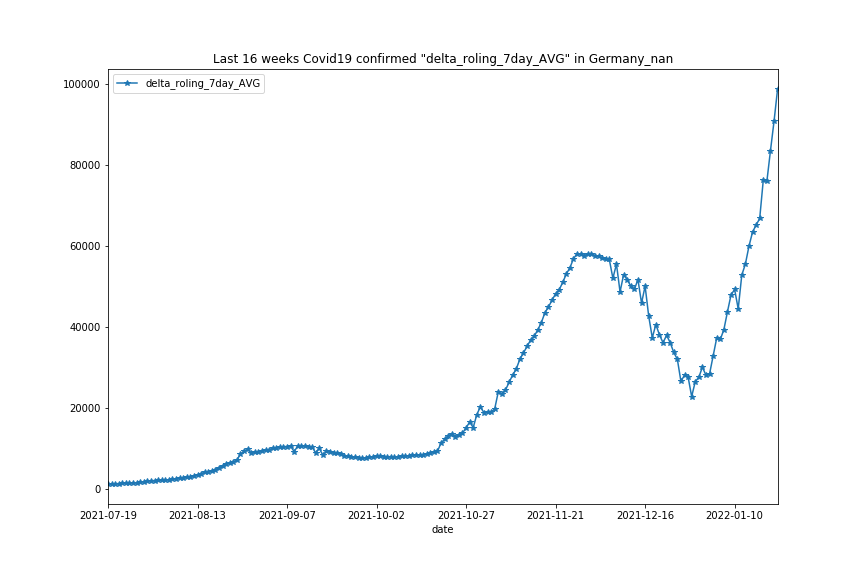 Last 16 weeks Covid19 confirmed "delta_roling_7day_AVG" in Germany_nan
delta_roling_7day_AVG
100000
80000
60000
40000
20000
0
2021-07-19 2021-08-13 2021-09-07 2021-10-02 2021-10-27 2021-11-21 2021-12-16 2022-01-10
date